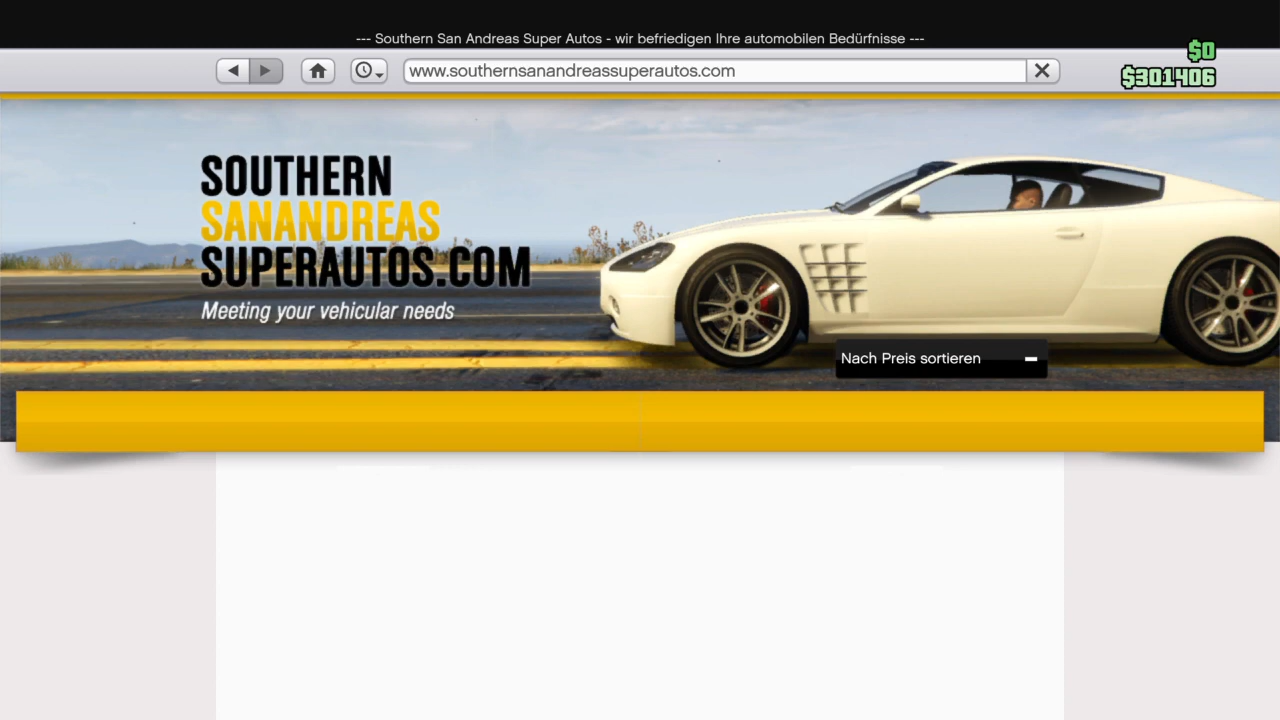 --- Southern San Andreas Super Autos - wir befriedigen Ihre automobilen Bedürfnisse ---
$0
www.southernsanandreassuperautos.com
$301406
SOUTHERN
SANANDREAS
SUPERAUTOS.COM
Meeting your vehicular needs
Nach Preis sortieren